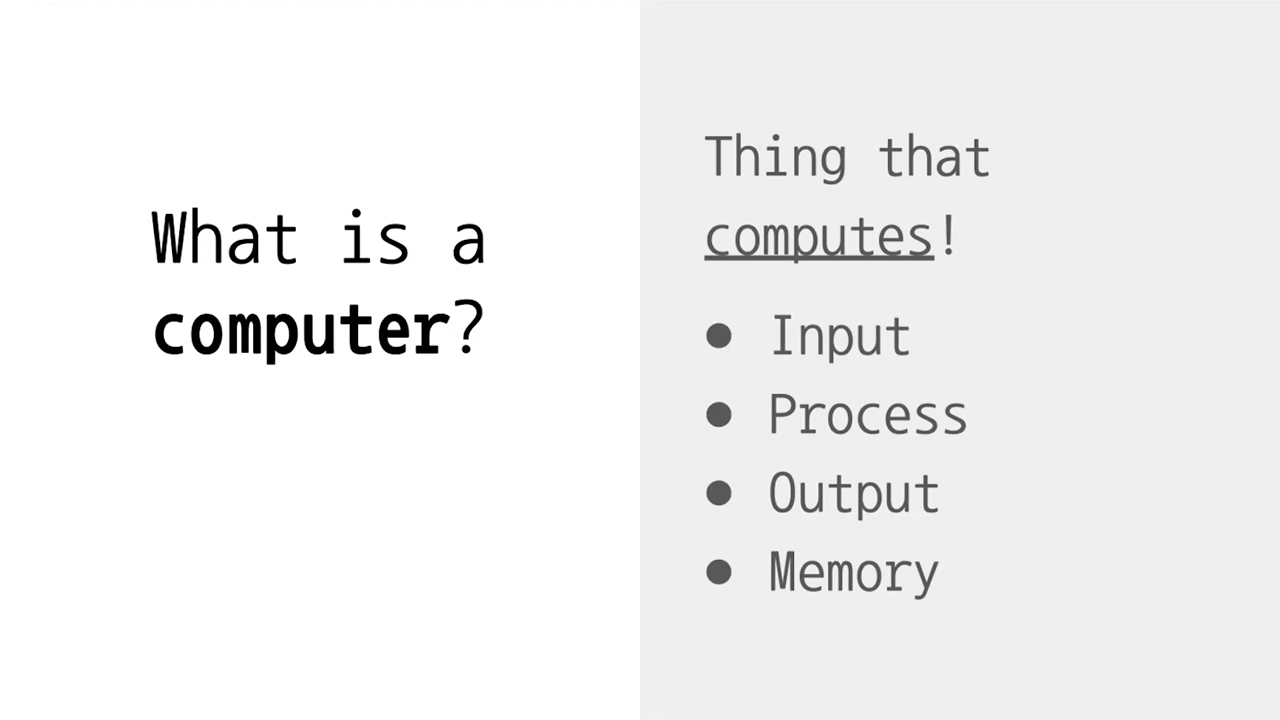 What is a
computer?
Thing that
computes!
● Input
● Process
● Output
● Memory